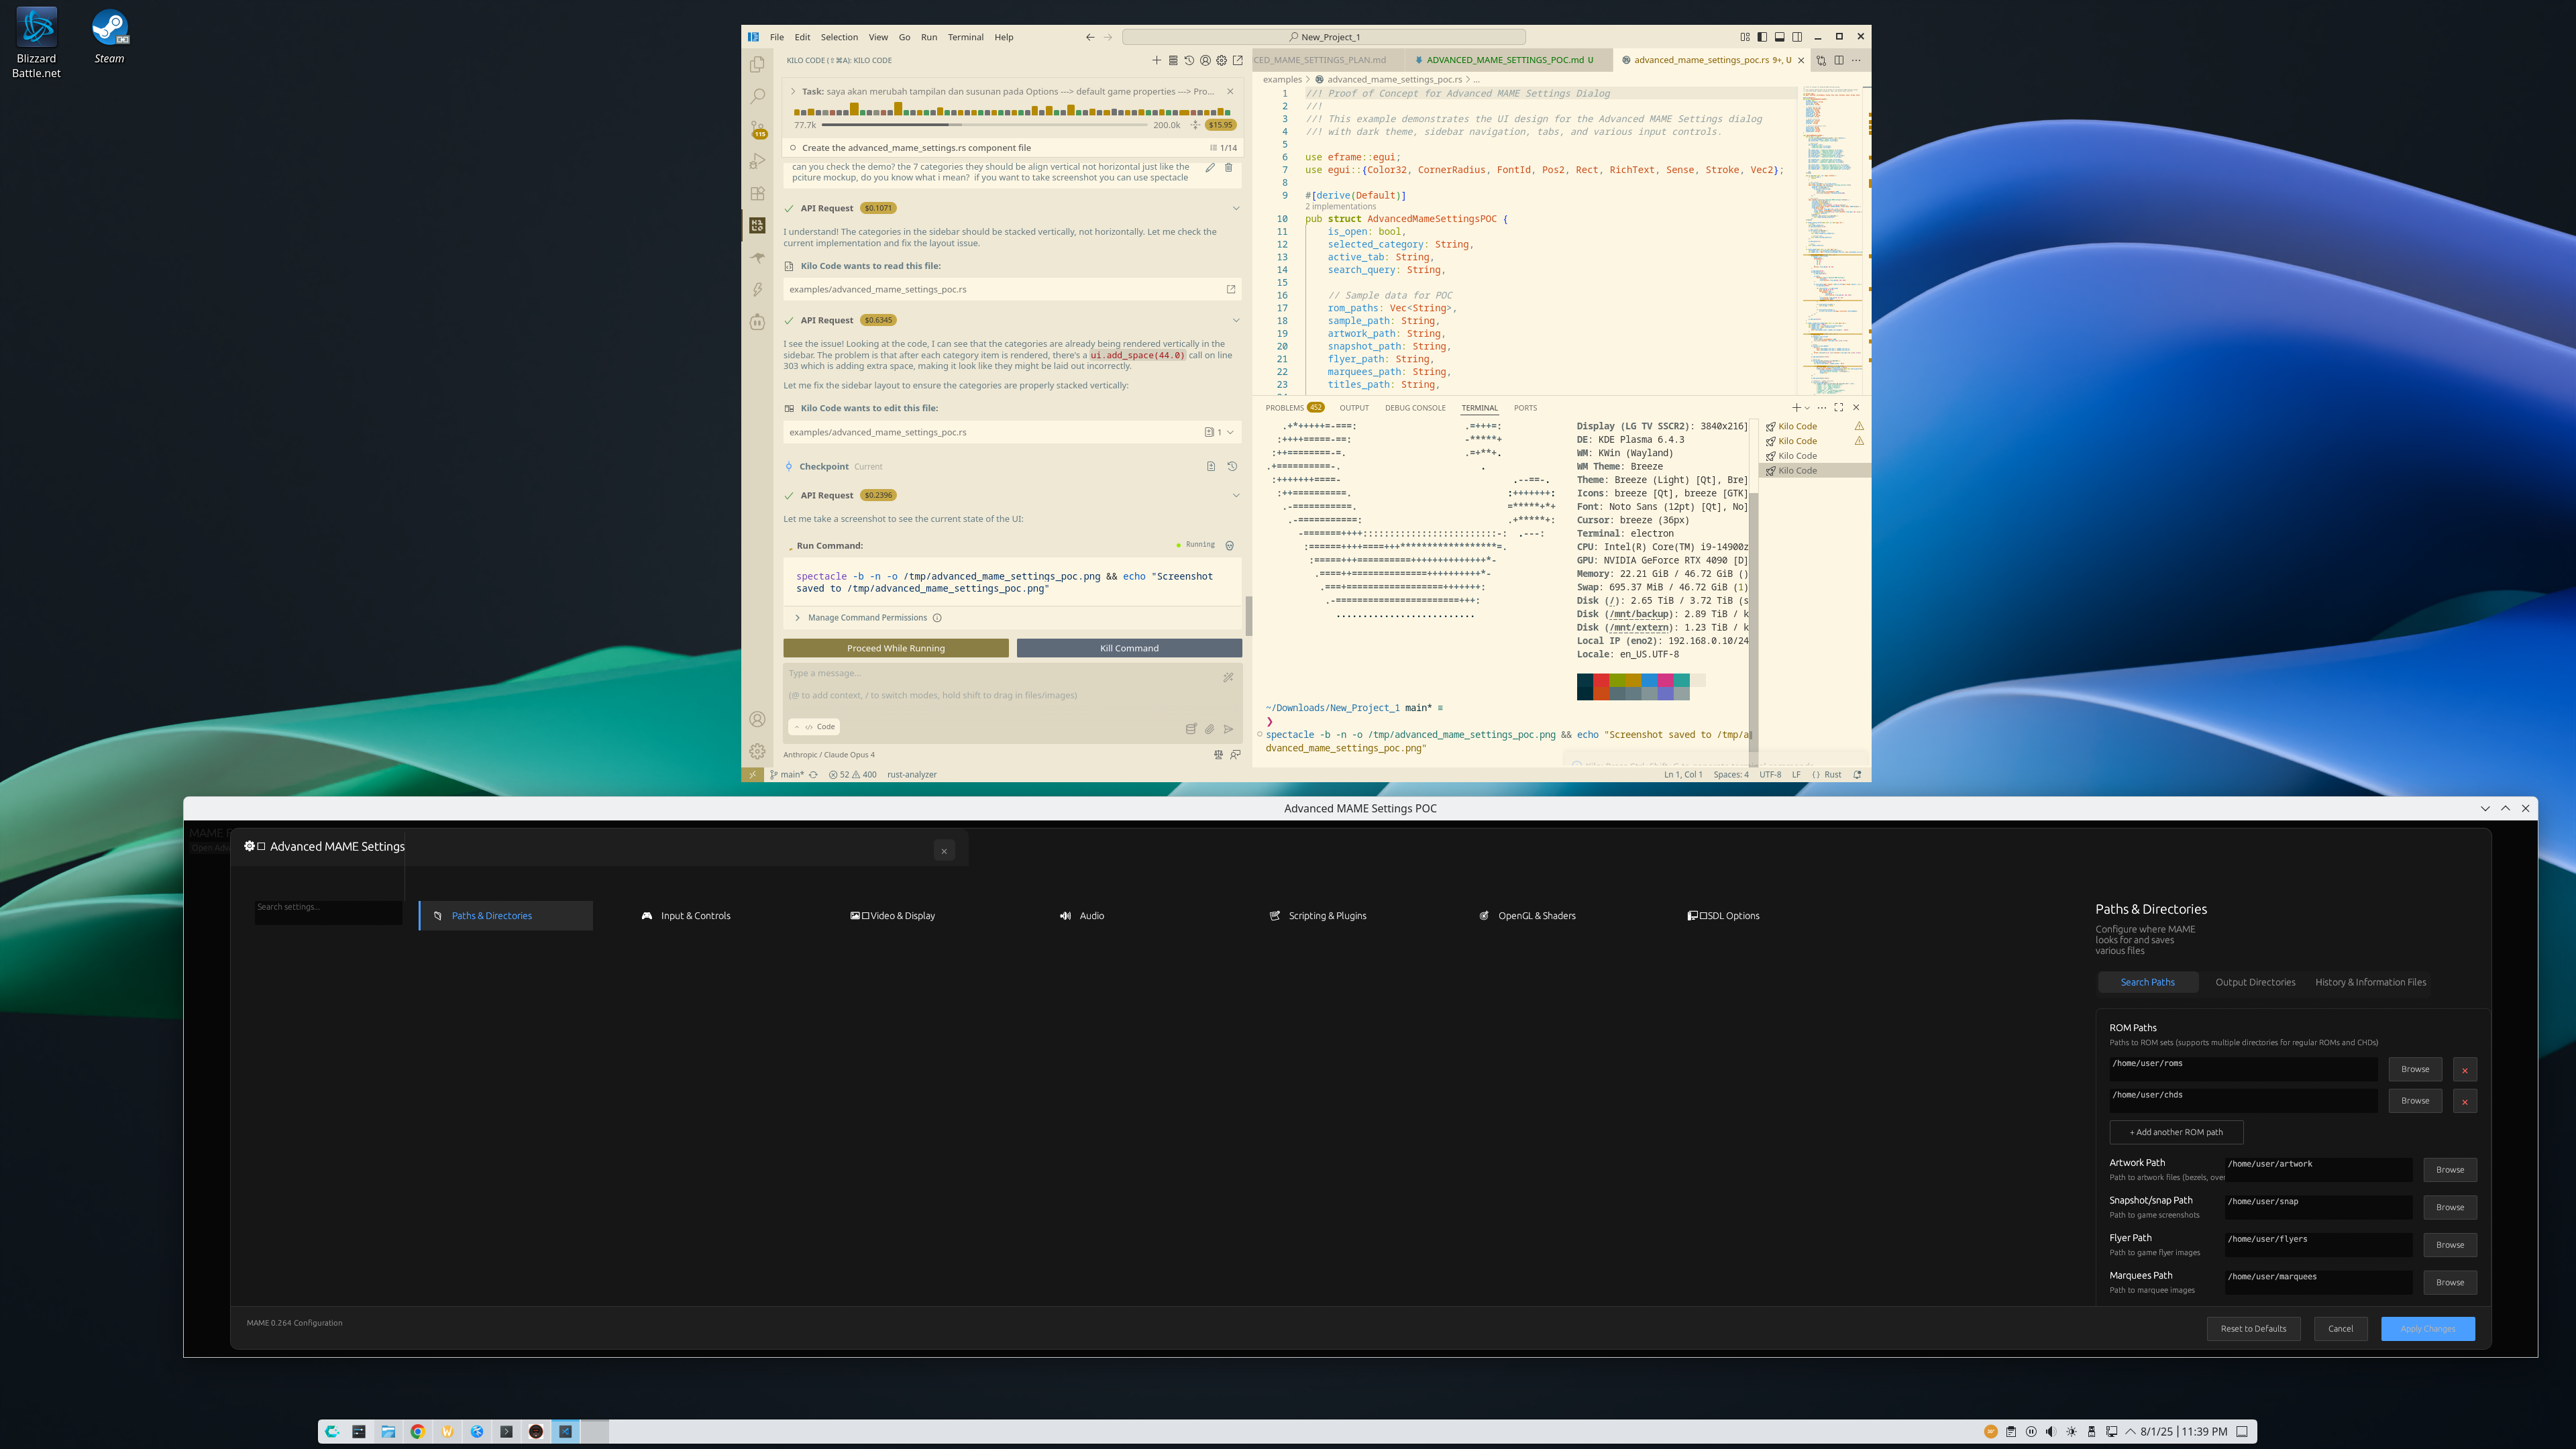 Blizzard
Battle.net
Steam
File Edit Selection View Go Run Terminal Help
New_Project_1
KILO CODE (⇧⌘A): KILO CODE
Task: saya akan merubah tampilan dan susunan pada Options ---> default game properties ---> Pro...
77.7k 200.0k $15.95
Create the advanced_mame_settings.rs component file 1/14
can you check the demo? the 7 categories they should be align vertical not horizontal just like the
pciture mockup, do you know what i mean? if you want to take screenshot you can use spectacle
API Request $0.1071
I understand! The categories in the sidebar should be stacked vertically, not horizontally. Let me check the
current implementation and fix the layout issue.
Kilo Code wants to read this file:
examples/advanced_mame_settings_poc.rs
API Request $0.6345
I see the issue! Looking at the code, I can see that the categories are already being rendered vertically in the
sidebar. The problem is that after each category item is rendered, there's a ui.add_space(44.0) call on line
303 which is adding extra space, making it look like they might be laid out incorrectly.
Let me fix the sidebar layout to ensure the categories are properly stacked vertically:
Kilo Code wants to edit this file:
examples/advanced_mame_settings_poc.rs 1
Checkpoint Current
API Request $0.2396
Let me take a screenshot to see the current state of the UI:
Run Command: Running
spectacle -b -n -o /tmp/advanced_mame_settings_poc.png && echo "Screenshot
saved to /tmp/advanced_mame_settings_poc.png"
Manage Command Permissions
Proceed While Running Kill Command
Type a message...
(@ to add context, / to switch modes, hold shift to drag in files/images)
Code
Anthropic / Claude Opus 4
115
main* 52 400 rust-analyzer
CED_MAME_SETTINGS_PLAN.md ADVANCED_MAME_SETTINGS_POC.md U advanced_mame_settings_poc.rs 9+, U
examples > advanced_mame_settings_poc.rs > ...
1 //! Proof of Concept for Advanced MAME Settings Dialog
2 //!
3 //! This example demonstrates the UI design for the Advanced MAME Settings dialog
4 //! with dark theme, sidebar navigation, tabs, and various input controls.
5
6 use eframe::egui;
7 use egui::{Color32, CornerRadius, FontId, Pos2, Rect, RichText, Sense, Stroke, Vec2};
8
9 #[derive(Default)]
2 implementations
10 pub struct AdvancedMameSettingsPOC {
11 is_open: bool,
12 selected_category: String,
13 active_tab: String,
14 search_query: String,
15
16 // Sample data for POC
17 rom_paths: Vec<String>,
18 sample_path: String,
19 artwork_path: String,
20 snapshot_path: String,
21 flyer_path: String,
22 marquees_path: String,
23 titles_path: String,
PROBLEMS 452 OUTPUT DEBUG CONSOLE TERMINAL PORTS
Display (LG TV SSCR2): 3840x216]
DE: KDE Plasma 6.4.3
WM: KWin (Wayland)
WM Theme: Breeze
Theme: Breeze (Light) [Qt], Bre]
Icons: breeze [Qt], breeze [GTK]
Font: Noto Sans (12pt) [Qt], No]
Cursor: breeze (36px)
Terminal: electron
CPU: Intel(R) Core(TM) i9-14900z
GPU: NVIDIA GeForce RTX 4090 [D]
Memory: 22.21 GiB / 46.72 GiB ()
Swap: 695.37 MiB / 46.72 GiB (1)
Disk (/): 2.65 TiB / 3.72 TiB (s
Disk (/mnt/backup): 2.89 TiB / k
Disk (/mnt/extern): 1.23 TiB / k
Local IP (eno2): 192.168.0.10/24
Locale: en_US.UTF-8
~/Downloads/New_Project_1 main* ≡
❯
spectacle -b -n -o /tmp/advanced_mame_settings_poc.png && echo "Screenshot saved to /tmp/a
dvanced_mame_settings_poc.png"
Kilo Code
Kilo Code
Kilo Code
Kilo Code
Ln 1, Col 1 Spaces: 4 UTF-8 LF {} Rust
Advanced MAME Settings POC
Advanced MAME Settings
Search settings...
Paths & Directories
Input & Controls
Video & Display
Audio
Scripting & Plugins
OpenGL & Shaders
SDL Options
Paths & Directories
Configure where MAME
looks for and saves
various files
Search Paths Output Directories History & Information Files
ROM Paths
Paths to ROM sets (supports multiple directories for regular ROMs and CHDs)
/home/user/roms Browse ×
/home/user/chds Browse ×
+ Add another ROM path
Artwork Path
Path to artwork files (bezels, over
/home/user/artwork Browse
Snapshot/snap Path
Path to game screenshots
/home/user/snap Browse
Flyer Path
Path to game flyer images
/home/user/flyers Browse
Marquees Path
Path to marquee images
/home/user/marquees Browse
MAME 0.264 Configuration
Reset to Defaults Cancel Apply Changes
8/1/25 | 11:39 PM